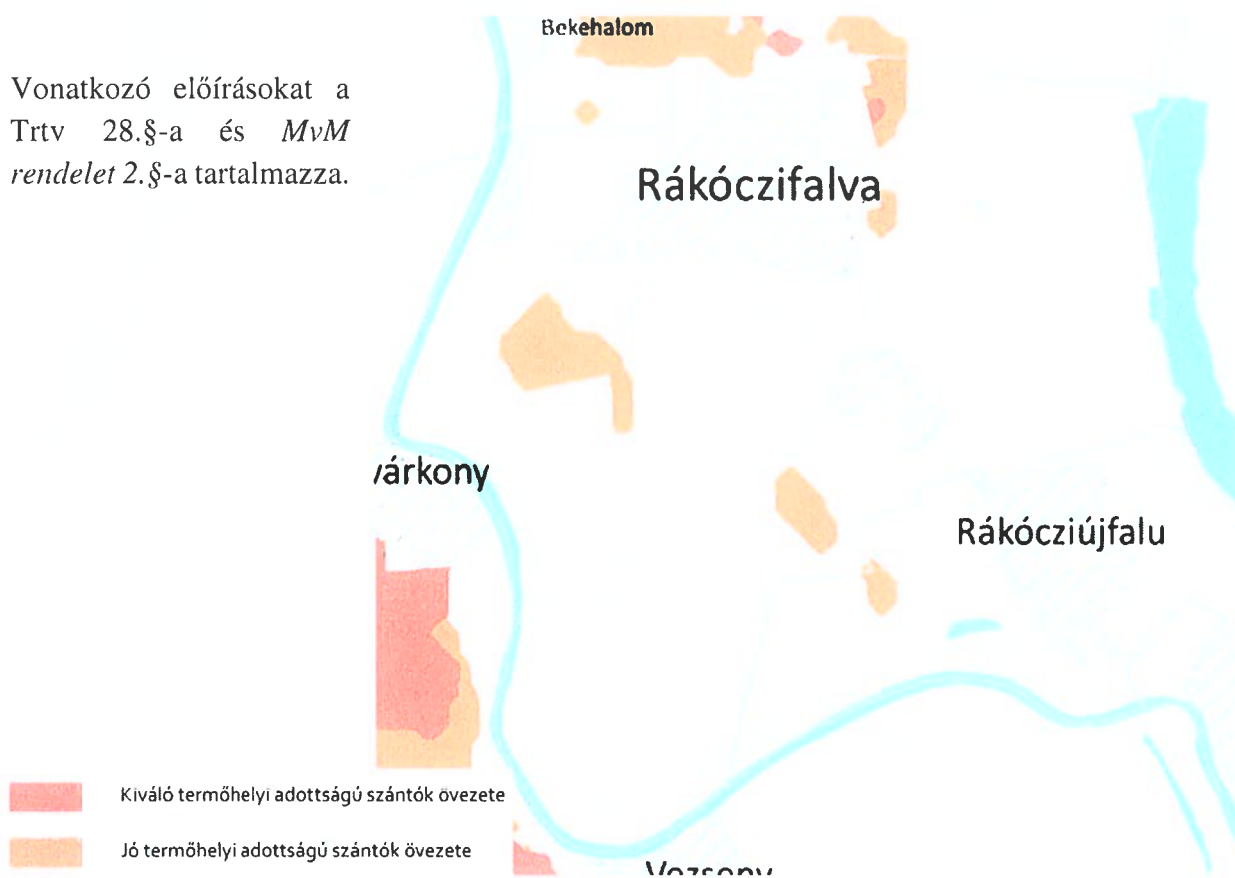 Bekehalom
Vonatkozó előírásokat a
Trtv 28.§-a és MvM
rendelet 2.§-a tartalmazza.
Rákóczifalva
várkony
Rákócziújfalu
Kiváló termőhelyi adottságú szántók övezete
Jó termőhelyi adottságú szántók övezete
Vezseny